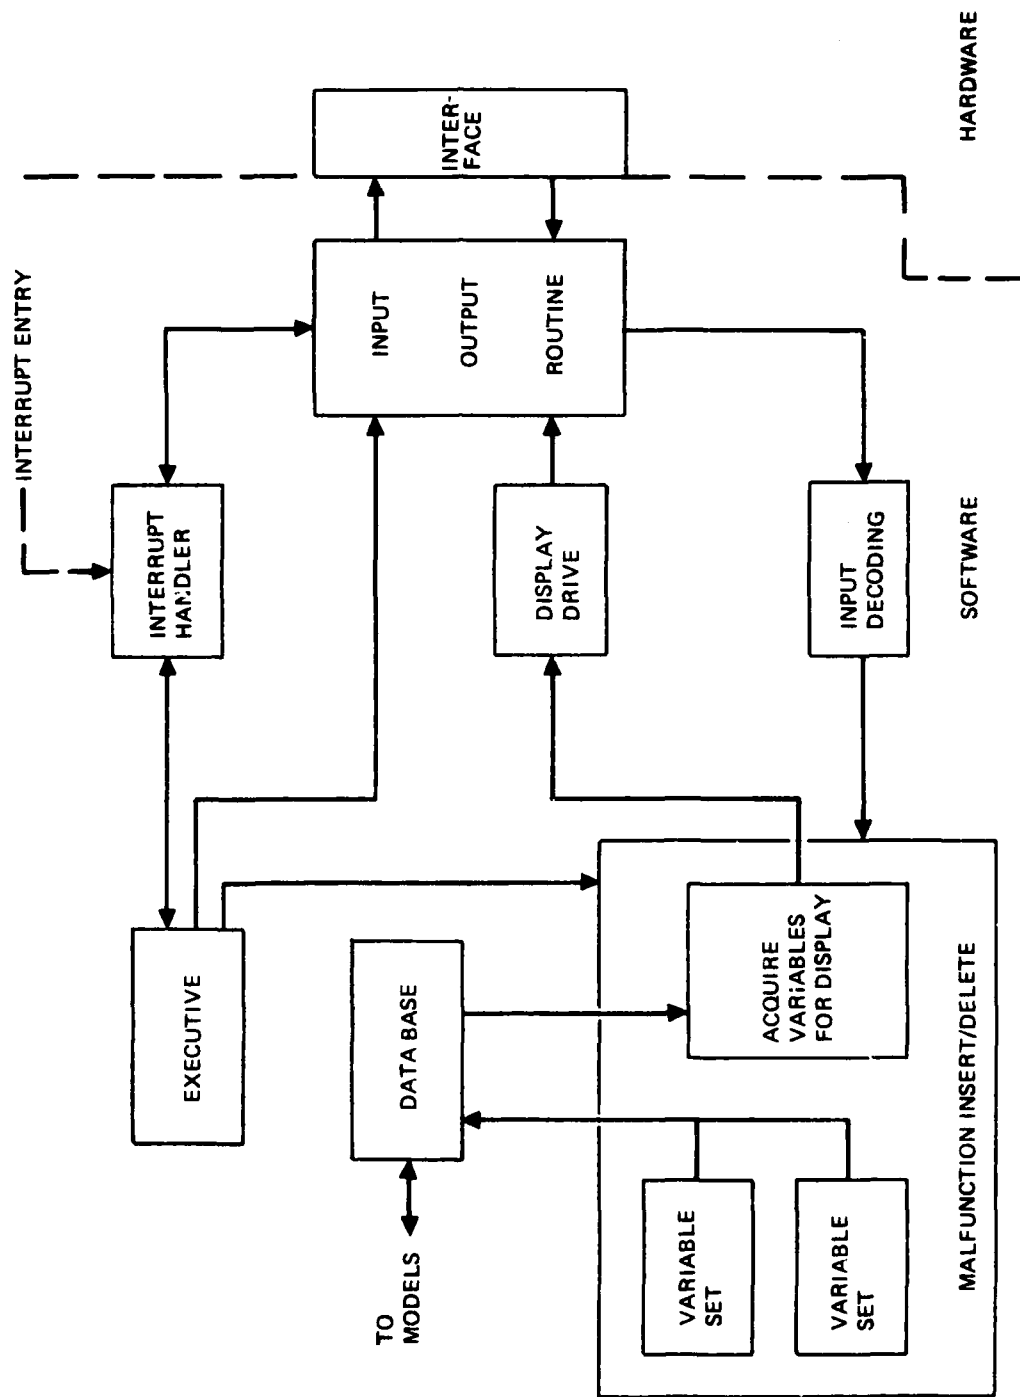 INTERRUPT ENTRY
HARDWARE
INTER-
FACE
INPUT
OUTPUT
ROUTINE
INTERRUPT
HANDLER
DISPLAY
DRIVE
INPUT
DECODING
SOFTWARE
EXECUTIVE
DATA BASE
TO
MODELS
ACQUIRE
VARIABLES
FOR DISPLAY
VARIABLE
SET
VARIABLE
SET
MALFUNCTION INSERT/DELETE